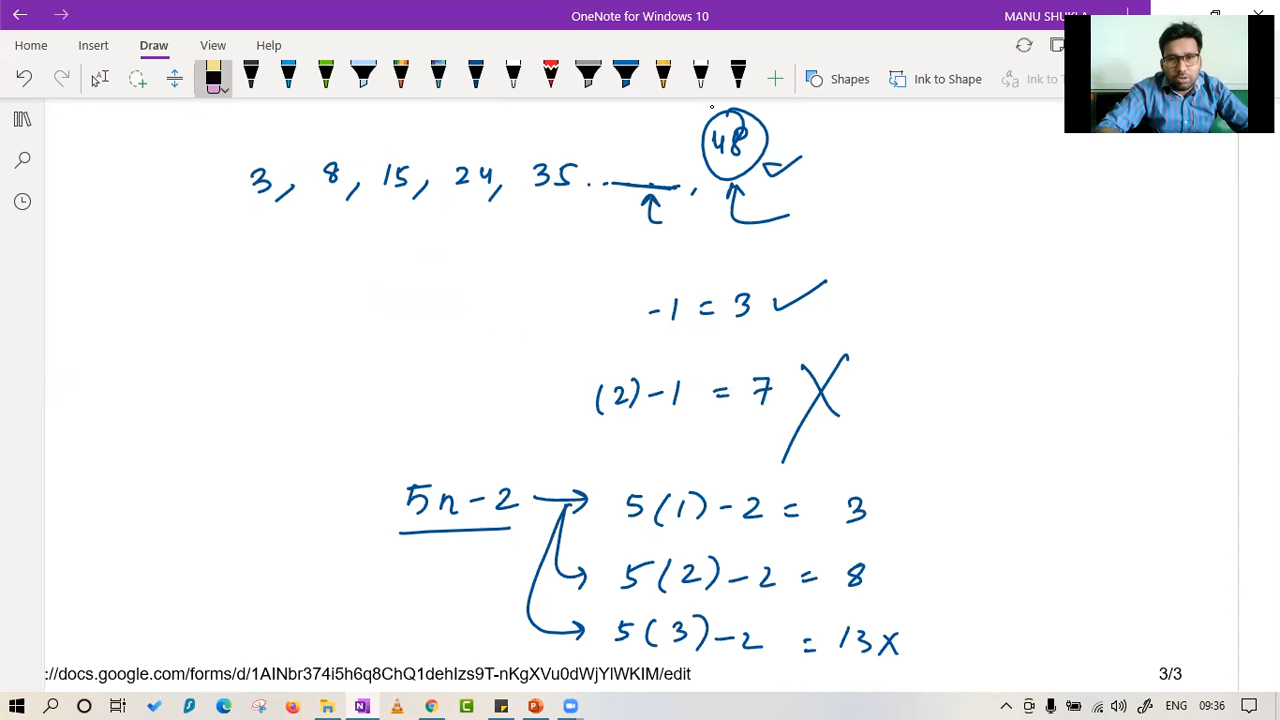 OneNote for Windows 10
MANU SHUKLA
Home Insert Draw View Help
Shapes Ink to Shape Ink to
48
3, 8, 15, 24, 35 .. ___ ,
-1 = 3 ✓
(2) - 1 = 7 X
5n - 2 → 5(1) - 2 = 3
5(2) - 2 = 8
5(3) - 2 = 13 X
://docs.google.com/forms/d/1AINbr374i5h6q8ChQ1dehIzs9T-nKgXVu0dWjYlWKIM/edit
3/3
ENG 09:36